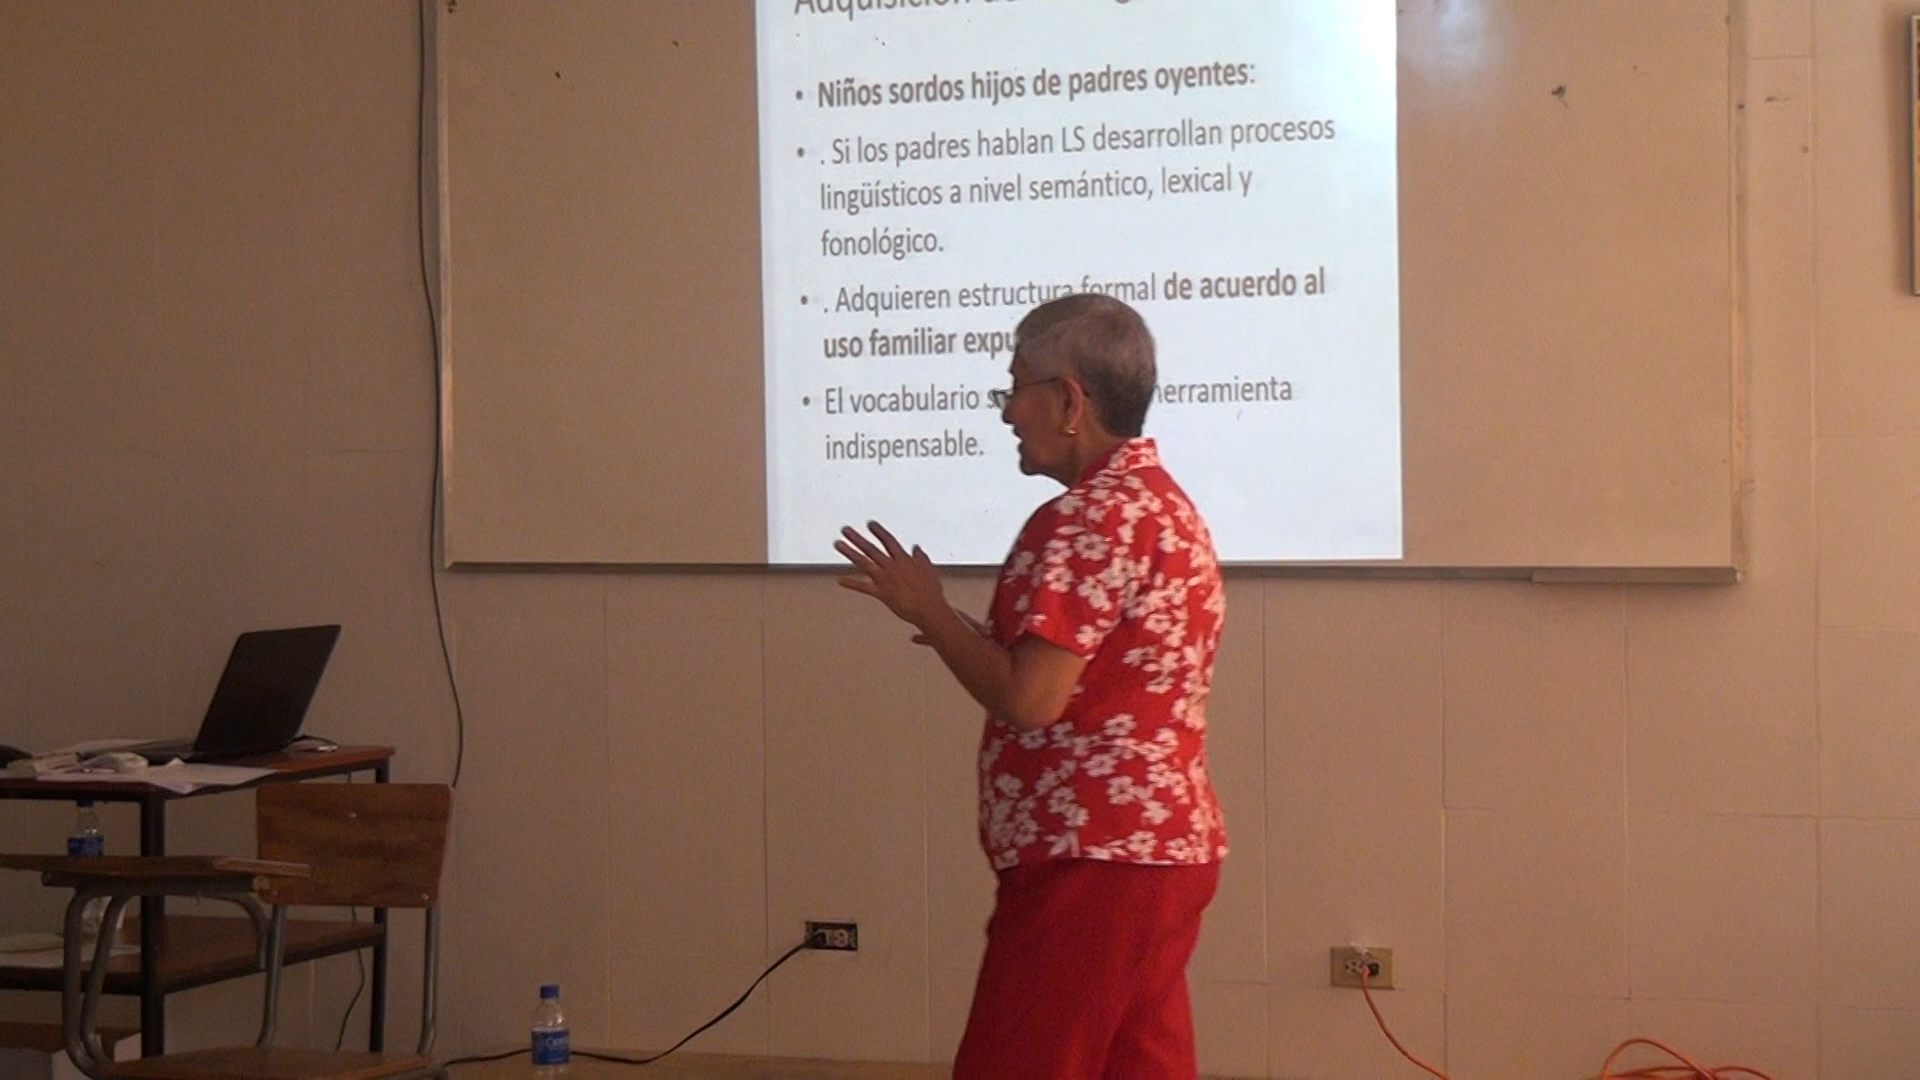 Adquisición
• Niños sordos hijos de padres oyentes:
• . Si los padres hablan LS desarrollan procesos
lingüísticos a nivel semántico, lexical y
fonológico.
• . Adquieren estructura formal de acuerdo al
uso familiar
• El vocabulario herramienta
indispensable.